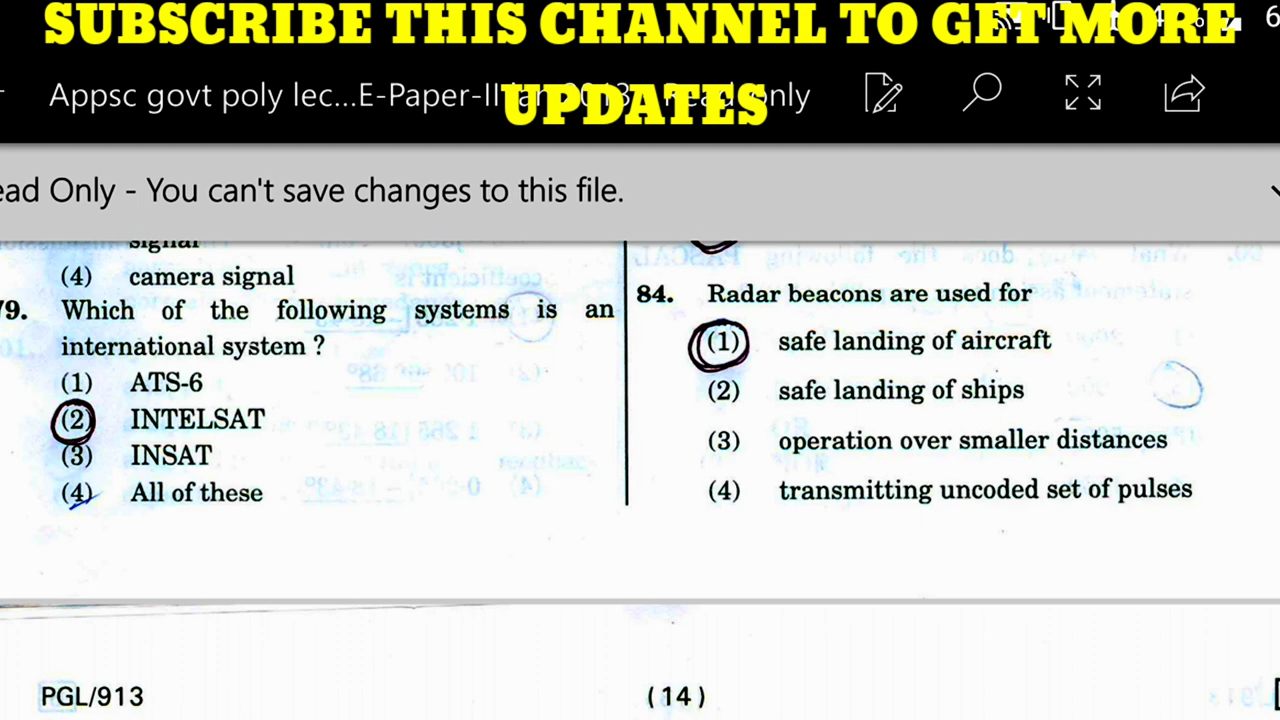 SUBSCRIBE THIS CHANNEL TO GET MORE
UPDATES
Appsc govt poly lec...E-Paper-II Read Only
ead Only - You can't save changes to this file.
signal
(4) camera signal
79. Which of the following systems is an
international system ?
(1) ATS-6
(2) INTELSAT
(3) INSAT
(4) All of these
84. Radar beacons are used for
(1) safe landing of aircraft
(2) safe landing of ships
(3) operation over smaller distances
(4) transmitting uncoded set of pulses
PGL/913
(14)